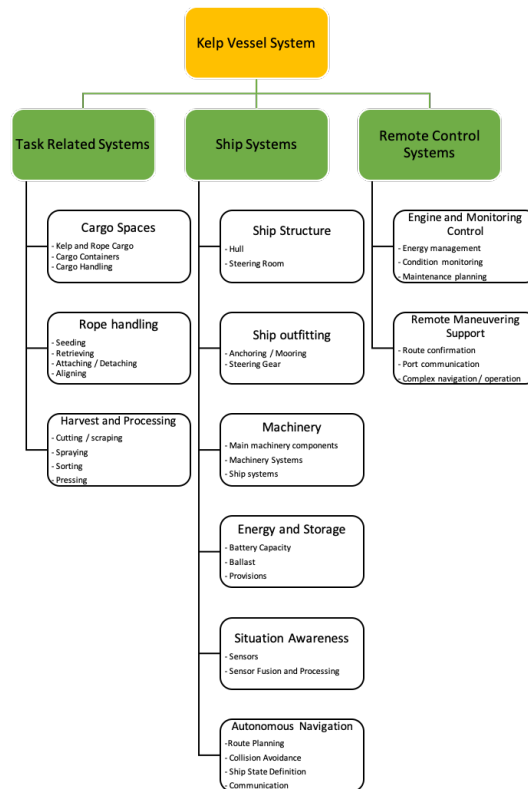 Kelp Vessel System
Task Related Systems
Cargo Spaces
- Kelp and Rope Cargo
- Cargo Containers
- Cargo Handling
Rope handling
- Seeding
- Retrieving
- Attaching / Detaching
- Aligning
Harvest and Processing
- Cutting / scraping
- Spraying
- Sorting
- Pressing
Ship Systems
Ship Structure
- Hull
- Steering Room
Ship outfitting
- Anchoring / Mooring
- Steering Gear
Machinery
- Main machinery components
- Machinery Systems
- Ship systems
Energy and Storage
- Battery Capacity
- Ballast
- Provisions
Situation Awareness
- Sensors
- Sensor Fusion and Processing
Autonomous Navigation
-Route Planning
- Collision Avoidance
- Ship State Definition
- Communication
Remote Control
Systems
Engine and Monitoring
Control
- Energy management
- Condition monitoring
- Maintenance planning
Remote Maneuvering
Support
- Route confirmation
- Port communication
- Complex navigation / operation